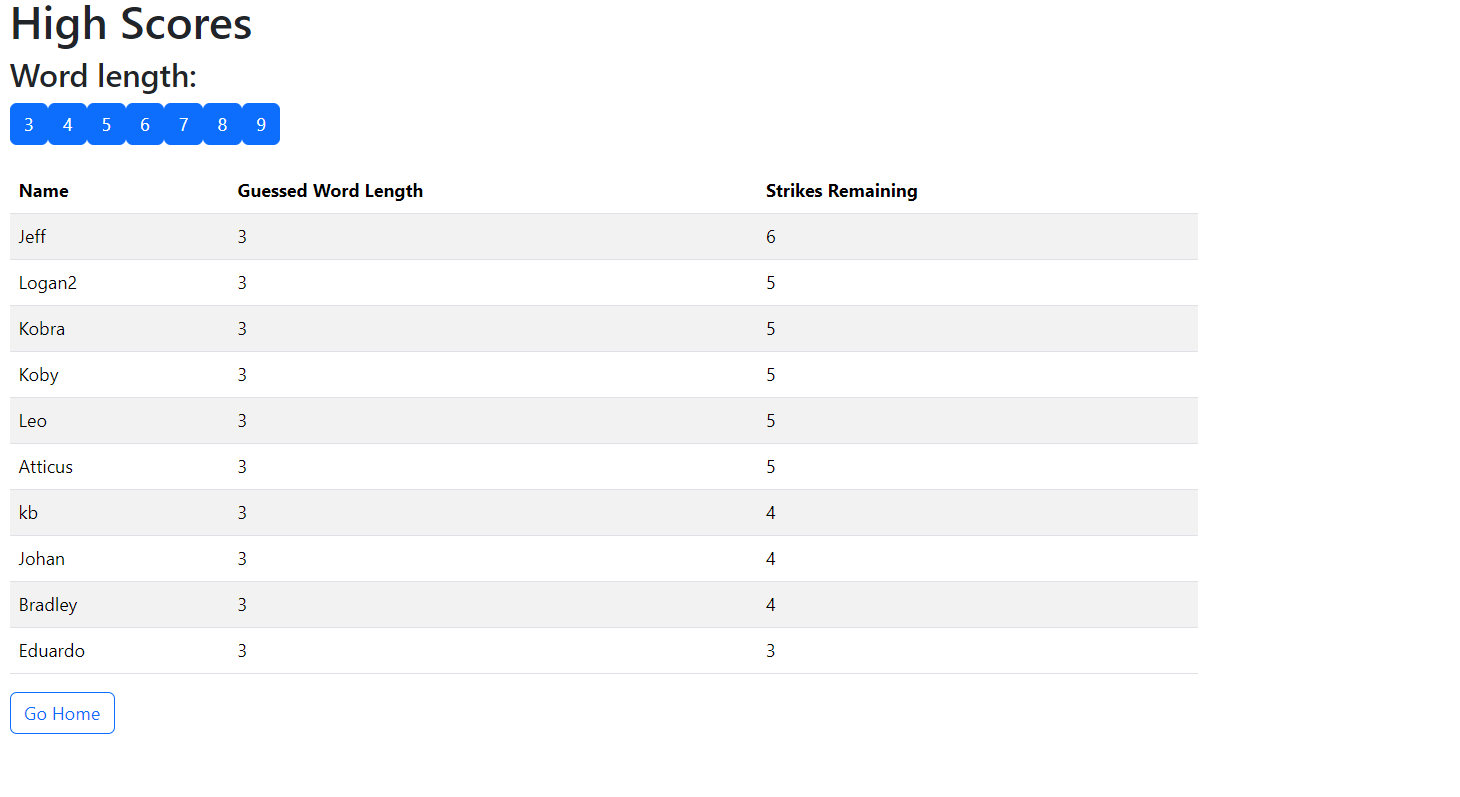 High Scores
Word length:
3 4 5 6 7 8 9
Name Guessed Word Length Strikes Remaining
Jeff 3 6
Logan2 3 5
Kobra 3 5
Koby 3 5
Leo 3 5
Atticus 3 5
kb 3 4
Johan 3 4
Bradley 3 4
Eduardo 3 3
Go Home